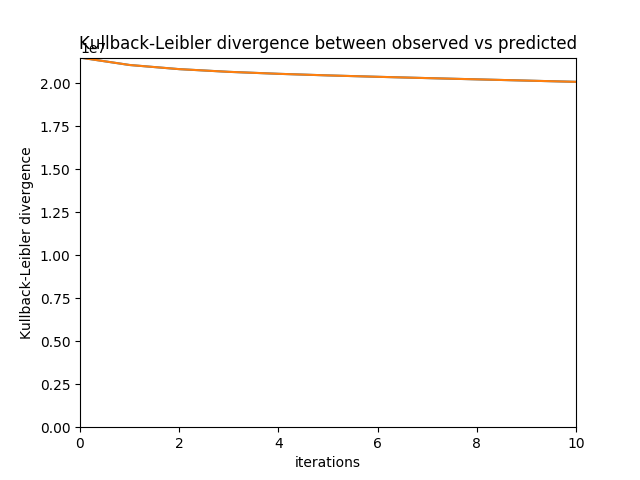 Kullback-Leibler divergence between observed vs predicted
1e7
2.00
1.75
1.50
1.25
1.00
0.75
0.50
0.25
0.00
Kullback-Leibler divergence
0 2 4 6 8 10
iterations